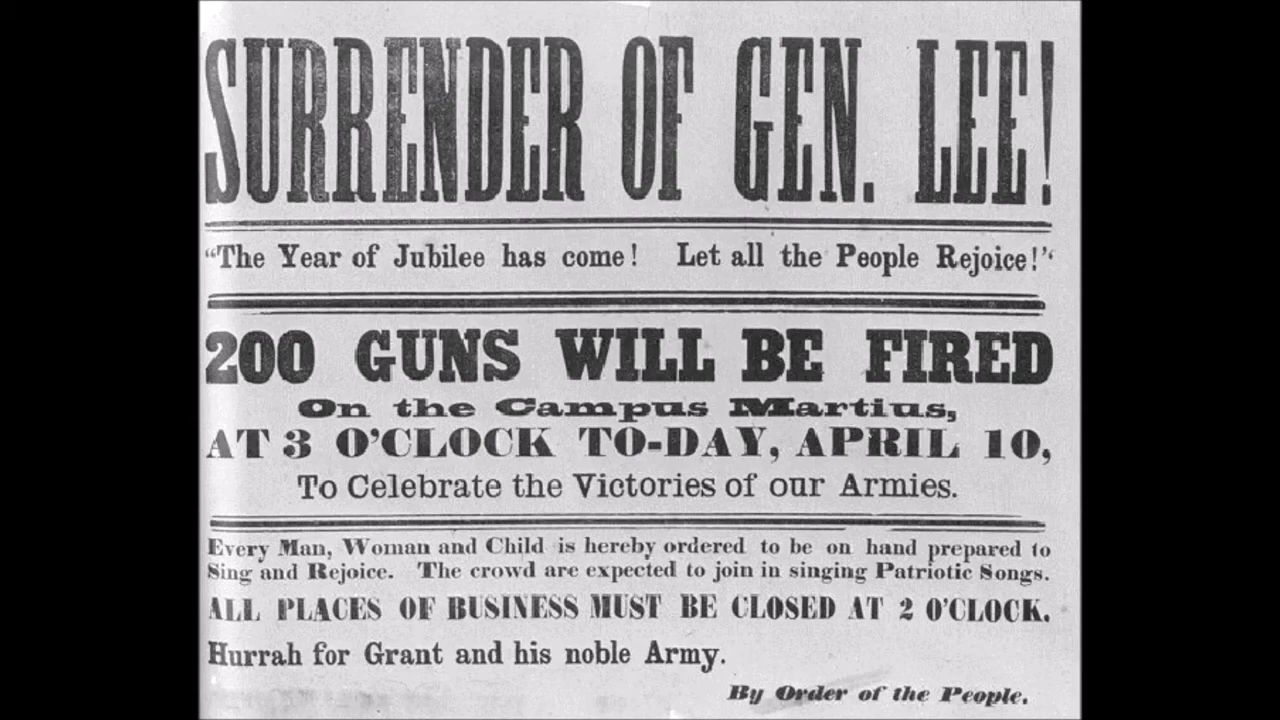 SURRENDER OF GEN. LEE!
"The Year of Jubilee has come! Let all the People Rejoice!"
200 GUNS WILL BE FIRED
On the Campus Martius,
AT 3 O'CLOCK TO-DAY, APRIL 10,
To Celebrate the Victories of our Armies.
Every Man, Woman and Child is hereby ordered to be on hand prepared to
Sing and Rejoice. The crowd are expected to join in singing Patriotic Songs.
ALL PLACES OF BUSINESS MUST BE CLOSED AT 2 O'CLOCK.
Hurrah for Grant and his noble Army.
By Order of the People.